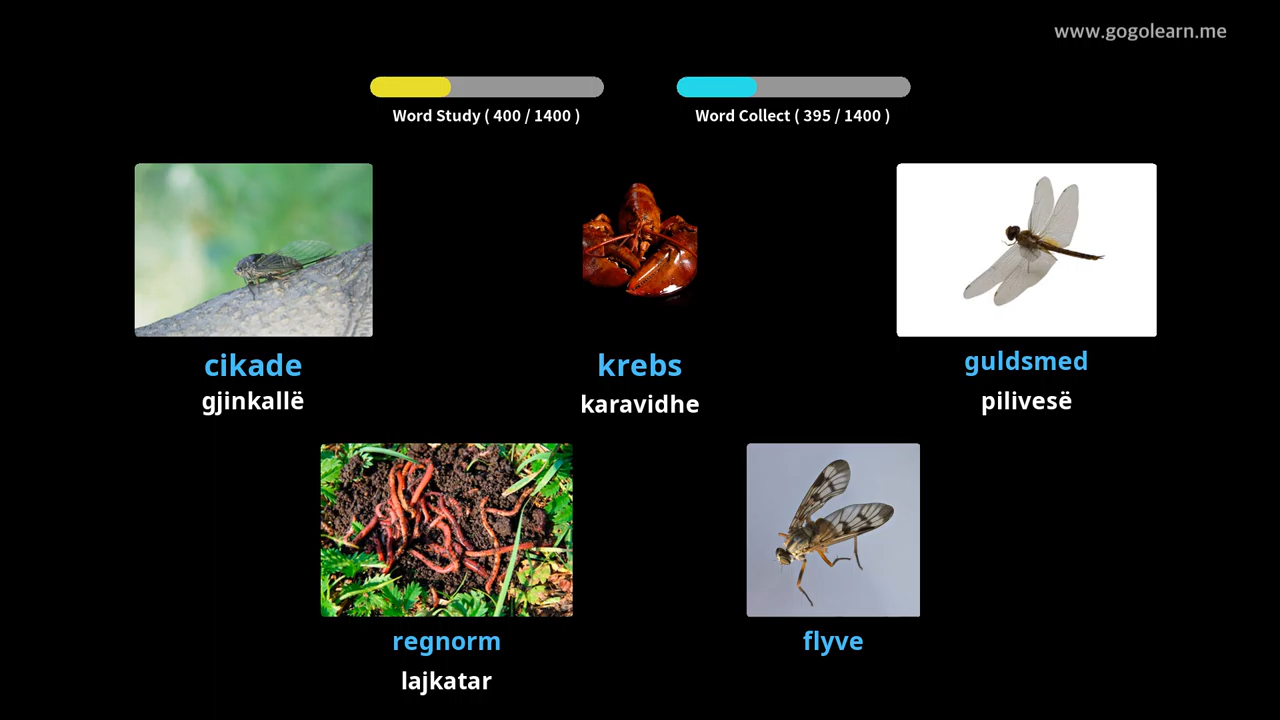 www.gogolearn.me
Word Study ( 400 / 1400 )
Word Collect ( 395 / 1400 )
cikade
gjinkallë
krebs
karavidhe
guldsmed
pilivesë
regnorm
lajkatar
flyve